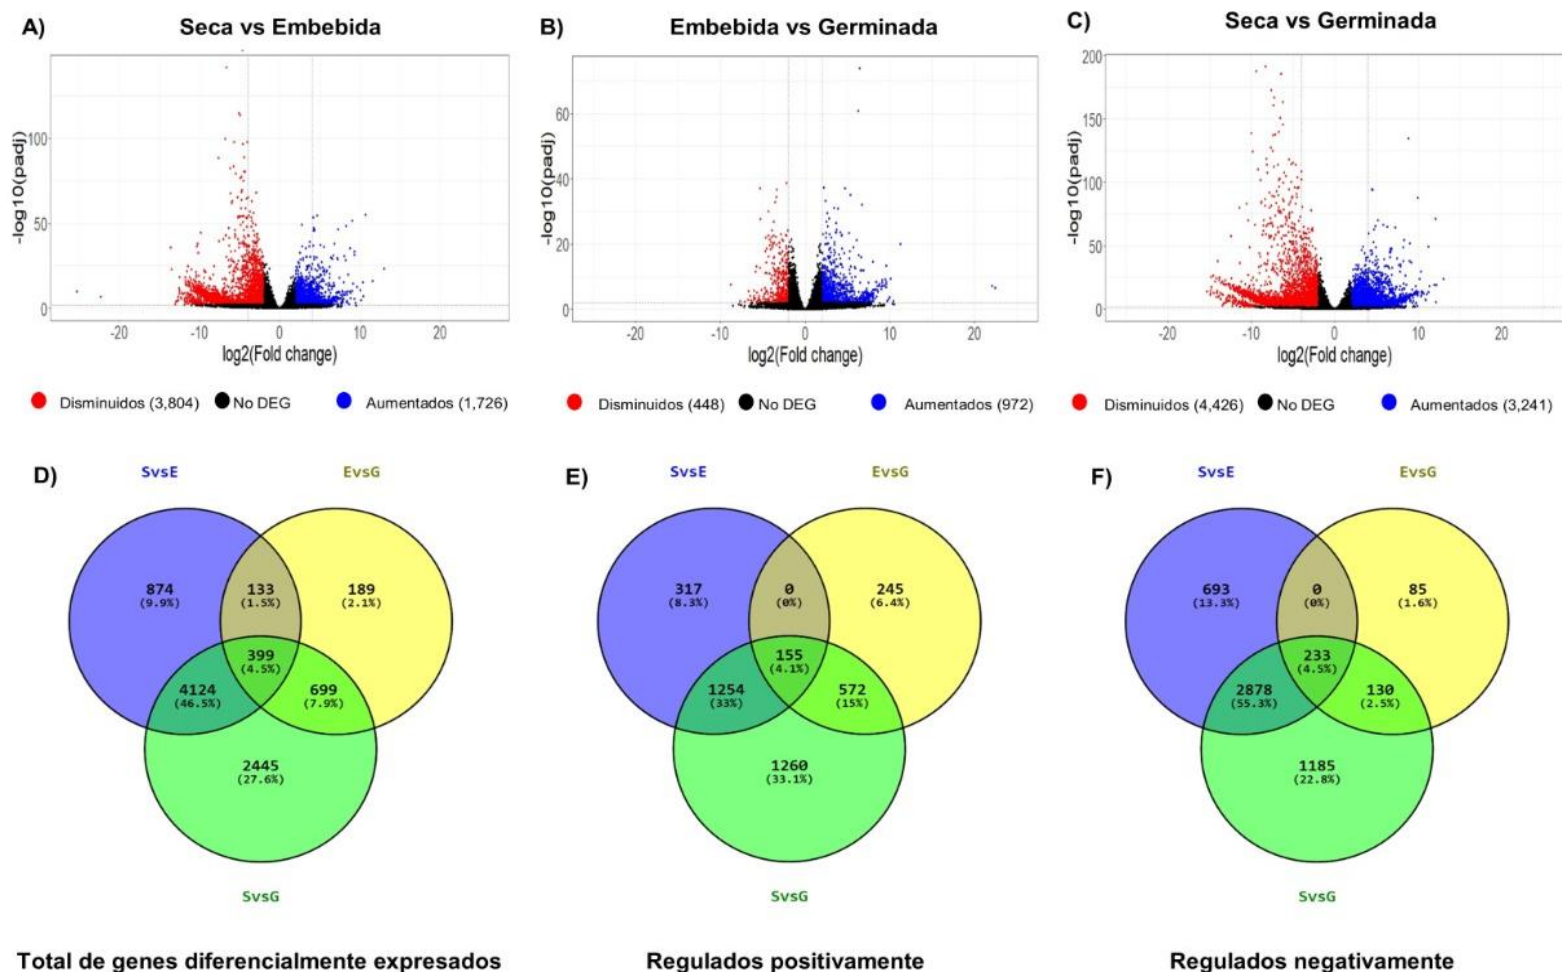 A)
Seca vs Embebida
-log10(padj)
100
50
0
-20
-10
0
10
20
log2(Fold change)
Disminuidos (3,804)
No DEG
Aumentados (1,726)
B)
Embebida vs Germinada
-log10(padj)
60
40
20
0
-20
-10
0
10
20
log2(Fold change)
Disminuidos (448)
No DEG
Aumentados (972)
C)
Seca vs Germinada
-log10(padj)
200
150
100
50
0
-20
-10
0
10
20
log2(Fold change)
Disminuidos (4,426)
No DEG
Aumentados (3,241)
D)
SvsE
EvsG
874
(9.9%)
133
(1.5%)
189
(2.1%)
399
(4.5%)
4124
(46.5%)
699
(7.9%)
2445
(27.6%)
SvsG
Total de genes diferencialmente expresados
E)
SvsE
EvsG
317
(8.3%)
0
(0%)
245
(6.4%)
155
(4.1%)
1254
(33%)
572
(15%)
1260
(33.1%)
SvsG
Regulados positivamente
F)
SvsE
EvsG
693
(13.3%)
0
(0%)
85
(1.6%)
233
(4.5%)
2878
(55.3%)
130
(2.5%)
1185
(22.8%)
SvsG
Regulados negativamente